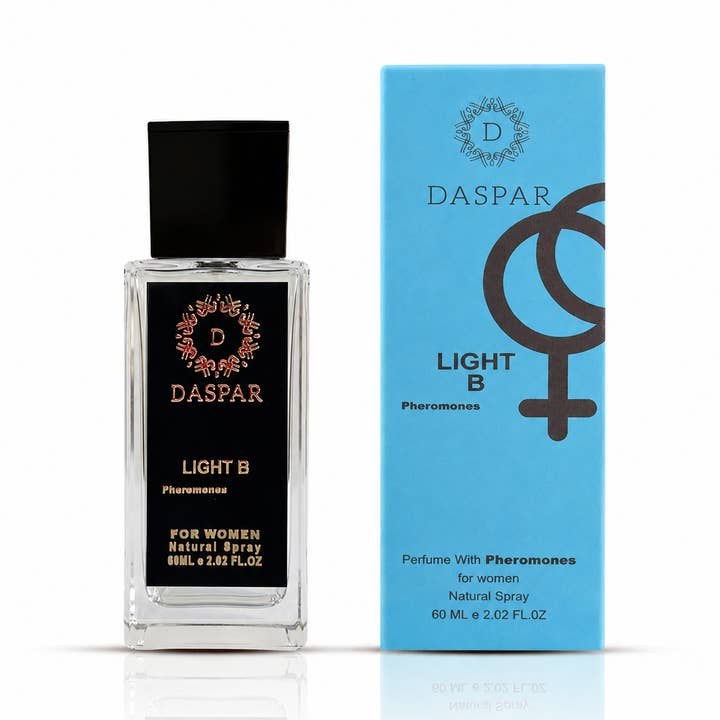 D
DASPAR
LIGHT B
Pheromones
FOR WOMEN
Natural Spray
60ML e 2.02 FL.OZ
D
DASPAR
LIGHT
B
Pheromones
Perfume With Pheromones
for women
Natural Spray
60 ML e 2.02 FL.0Z